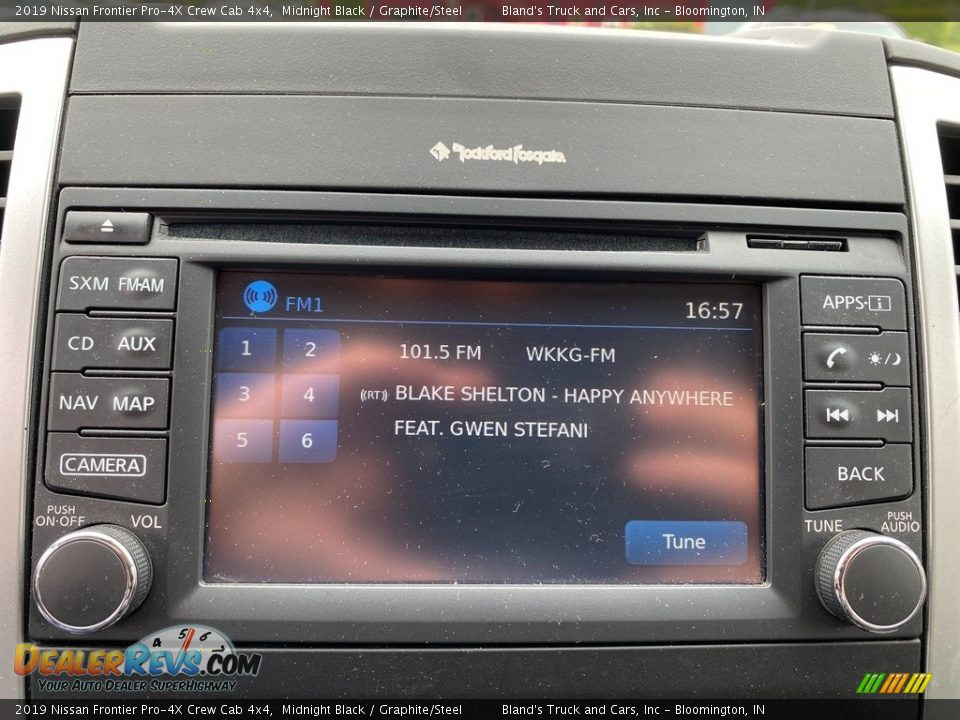 2019 Nissan Frontier Pro-4X Crew Cab 4x4, Midnight Black / Graphite/Steel Bland's Truck and Cars, Inc - Bloomington, IN
Rockford Fosgate
SXM FM·AM
CD AUX
NAV MAP
CAMERA
PUSH
ON·OFF
VOL
FM1 16:57
1 2
3 4
5 6
101.5 FM WKKG-FM
((RT)) BLAKE SHELTON - HAPPY ANYWHERE
FEAT. GWEN STEFANI
Tune
APPS·i
BACK
TUNE
PUSH
AUDIO
4 5 6
DealerRevs.com
Your Auto Dealer SuperHighway
2019 Nissan Frontier Pro-4X Crew Cab 4x4, Midnight Black / Graphite/Steel Bland's Truck and Cars, Inc - Bloomington, IN